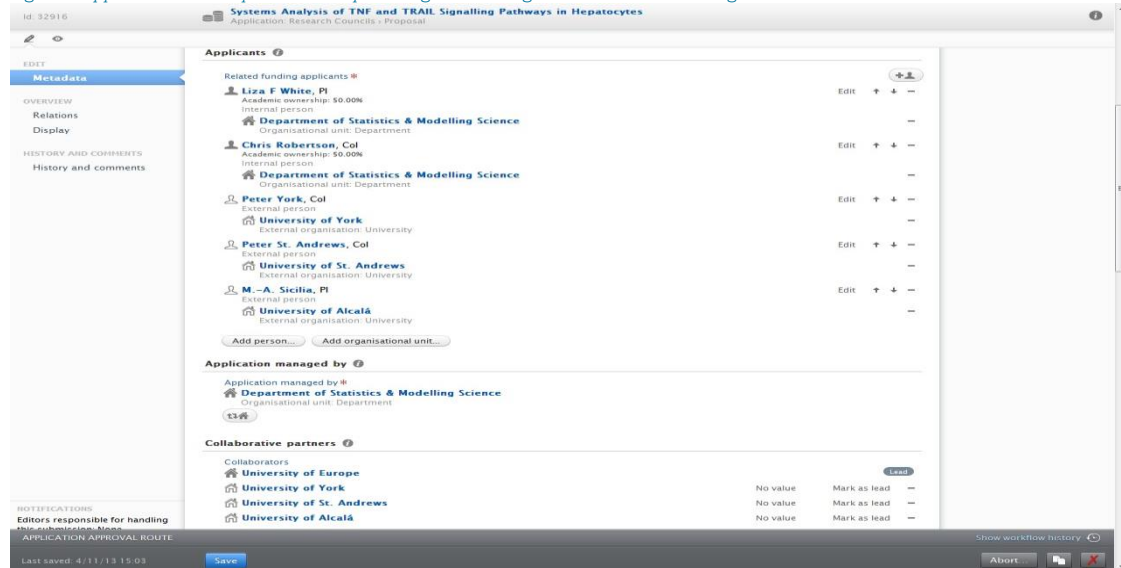 Id: 32916
Systems Analysis of TNF and TRAIL Signalling Pathways in Hepatocytes
Application: Research Councils › Proposal
EDIT
Metadata
OVERVIEW
Relations
Display
HISTORY AND COMMENTS
History and comments
Applicants
Related funding applicants *
Liza F White, PI
Edit
Academic ownership: 50.00%
Internal person
Department of Statistics & Modelling Science
Organisational unit: Department
Chris Robertson, CoI
Edit
Academic ownership: 50.00%
Internal person
Department of Statistics & Modelling Science
Organisational unit: Department
Peter York, CoI
Edit
External person
University of York
External organisation: University
Peter St. Andrews, CoI
Edit
External person
University of St. Andrews
External organisation: University
M.-A. Sicilia, PI
Edit
External person
University of Alcalá
External organisation: University
Add person... Add organisational unit...
Application managed by
Application managed by *
Department of Statistics & Modelling Science
Organisational unit: Department
Collaborative partners
Collaborators
University of Europe Lead
University of York No value Mark as lead
University of St. Andrews No value Mark as lead
University of Alcalá No value Mark as lead
NOTIFICATIONS
Editors responsible for handling
this submission: None
APPLICATION APPROVAL ROUTE
Show workflow history
Last saved: 4/11/13 15:03
Save
Abort...